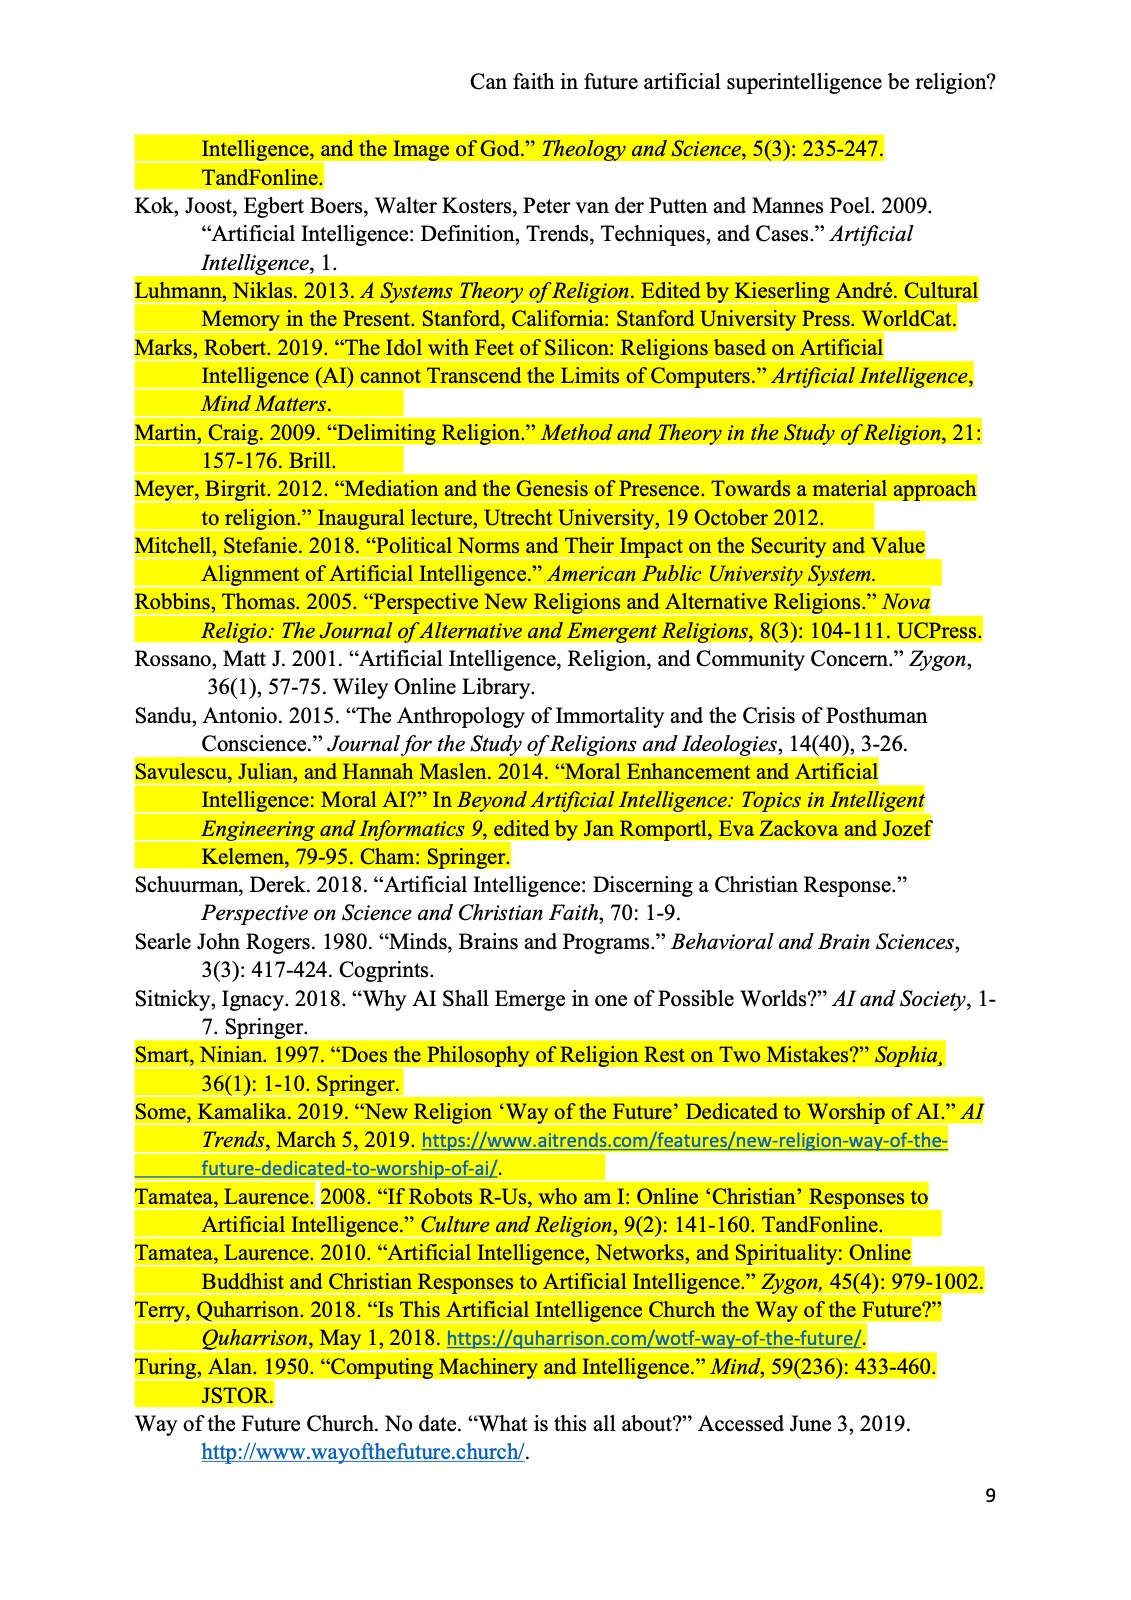 Can faith in future artificial superintelligence be religion?
Intelligence, and the Image of God.” Theology and Science, 5(3): 235-247.
TandFonline.
Kok, Joost, Egbert Boers, Walter Kosters, Peter van der Putten and Mannes Poel. 2009.
“Artificial Intelligence: Definition, Trends, Techniques, and Cases.” Artificial
Intelligence, 1.
Luhmann, Niklas. 2013. A Systems Theory of Religion. Edited by Kieserling André. Cultural
Memory in the Present. Stanford, California: Stanford University Press. WorldCat.
Marks, Robert. 2019. “The Idol with Feet of Silicon: Religions based on Artificial
Intelligence (AI) cannot Transcend the Limits of Computers.” Artificial Intelligence,
Mind Matters.
Martin, Craig. 2009. “Delimiting Religion.” Method and Theory in the Study of Religion, 21:
157-176. Brill.
Meyer, Birgrit. 2012. “Mediation and the Genesis of Presence. Towards a material approach
to religion.” Inaugural lecture, Utrecht University, 19 October 2012.
Mitchell, Stefanie. 2018. “Political Norms and Their Impact on the Security and Value
Alignment of Artificial Intelligence.” American Public University System.
Robbins, Thomas. 2005. “Perspective New Religions and Alternative Religions.” Nova
Religio: The Journal of Alternative and Emergent Religions, 8(3): 104-111. UCPress.
Rossano, Matt J. 2001. “Artificial Intelligence, Religion, and Community Concern.” Zygon,
36(1), 57-75. Wiley Online Library.
Sandu, Antonio. 2015. “The Anthropology of Immortality and the Crisis of Posthuman
Conscience.” Journal for the Study of Religions and Ideologies, 14(40), 3-26.
Savulescu, Julian, and Hannah Maslen. 2014. “Moral Enhancement and Artificial
Intelligence: Moral AI?” In Beyond Artificial Intelligence: Topics in Intelligent
Engineering and Informatics 9, edited by Jan Romportl, Eva Zackova and Jozef
Kelemen, 79-95. Cham: Springer.
Schuurman, Derek. 2018. “Artificial Intelligence: Discerning a Christian Response.”
Perspective on Science and Christian Faith, 70: 1-9.
Searle John Rogers. 1980. “Minds, Brains and Programs.” Behavioral and Brain Sciences,
3(3): 417-424. Cogprints.
Sitnicky, Ignacy. 2018. “Why AI Shall Emerge in one of Possible Worlds?” AI and Society, 1-
7. Springer.
Smart, Ninian. 1997. “Does the Philosophy of Religion Rest on Two Mistakes?” Sophia,
36(1): 1-10. Springer.
Some, Kamalika. 2019. “New Religion ‘Way of the Future’ Dedicated to Worship of AI.” AI
Trends, March 5, 2019. https://www.aitrends.com/features/new-religion-way-of-the-
future-dedicated-to-worship-of-ai/.
Tamatea, Laurence. 2008. “If Robots R-Us, who am I: Online ‘Christian’ Responses to
Artificial Intelligence.” Culture and Religion, 9(2): 141-160. TandFonline.
Tamatea, Laurence. 2010. “Artificial Intelligence, Networks, and Spirituality: Online
Buddhist and Christian Responses to Artificial Intelligence.” Zygon, 45(4): 979-1002.
Terry, Quharrison. 2018. “Is This Artificial Intelligence Church the Way of the Future?”
Quharrison, May 1, 2018. https://quharrison.com/wotf-way-of-the-future/.
Turing, Alan. 1950. “Computing Machinery and Intelligence.” Mind, 59(236): 433-460.
JSTOR.
Way of the Future Church. No date. “What is this all about?” Accessed June 3, 2019.
http://www.wayofthefuture.church/.
9